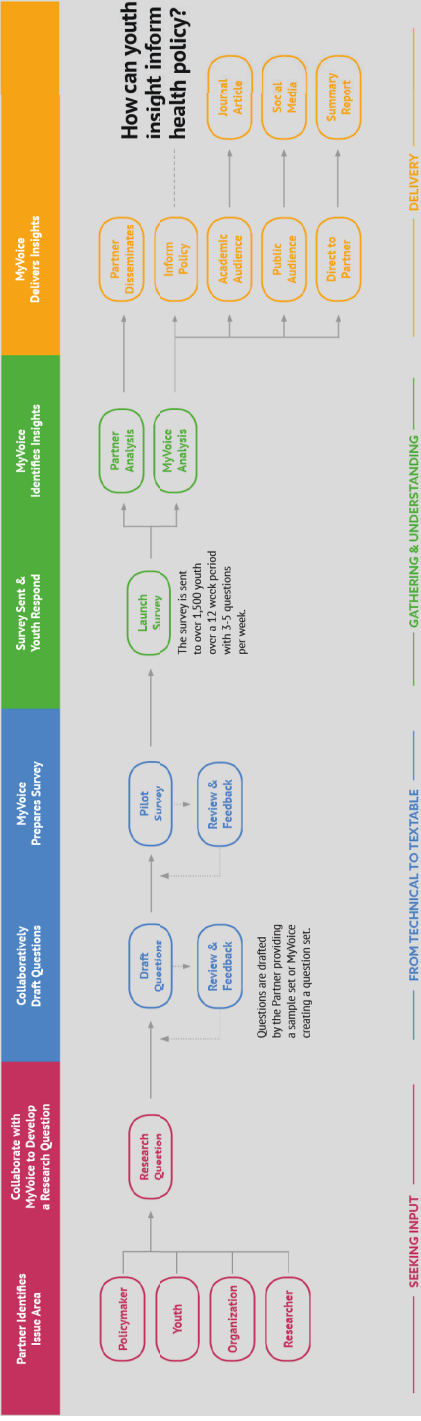 Partner Identifies
Issue Area
Collaborate with
MyVoice to Develop
a Research Question
Collaboratively
Draft Questions
MyVoice
Prepares Survey
Survey Sent &
Youth Respond
MyVoice
Identifies Insights
MyVoice
Delivers Insights
Policymaker
Youth
Organization
Researcher
Research
Question
Draft
Questions
Review &
Feedback
Questions are drafted
by the Partner providing
a sample set or MyVoice
creating a question set.
Pilot
Survey
Review &
Feedback
Launch
Survey
The survey is sent
to over 1,500 youth
over a 12 week period
with 3-5 questions
per week.
Partner
Analysis
MyVoice
Analysis
Partner
Disseminates
Inform
Policy
Academic
Audience
Public
Audience
Direct to
Partner
How can youth
insight inform
health policy?
Journal
Article
Social
Media
Summary
Report
SEEKING INPUT
FROM TECHNICAL TO TEXTABLE
GATHERING & UNDERSTANDING
DELIVERY